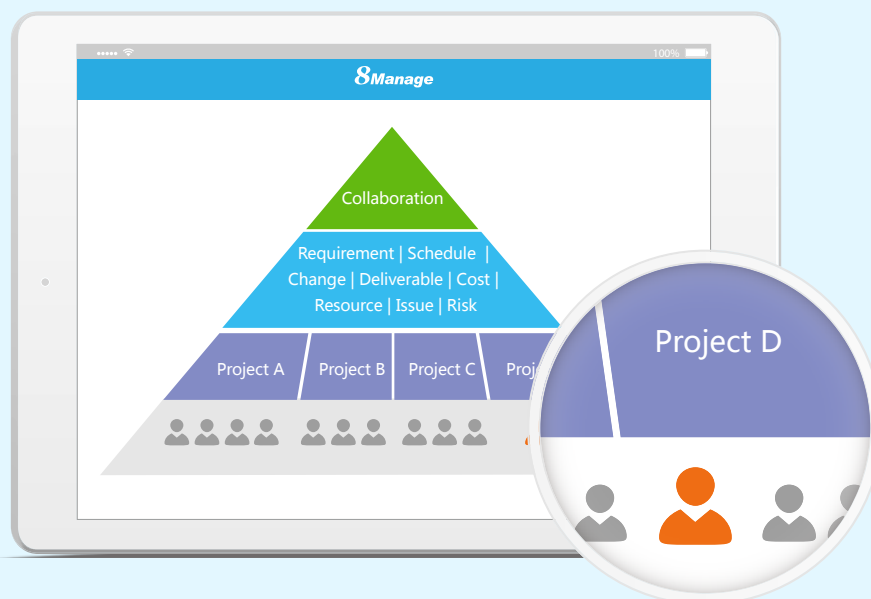 100%
8Manage
Collaboration
Requirement | Schedule |
Change | Deliverable | Cost |
Resource | Issue | Risk
Project A
Project B
Project C
Project D